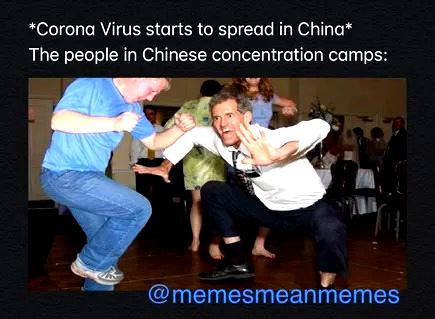 *Corona Virus starts to spread in China*
The people in Chinese concentration camps:
@memesmeanmemes